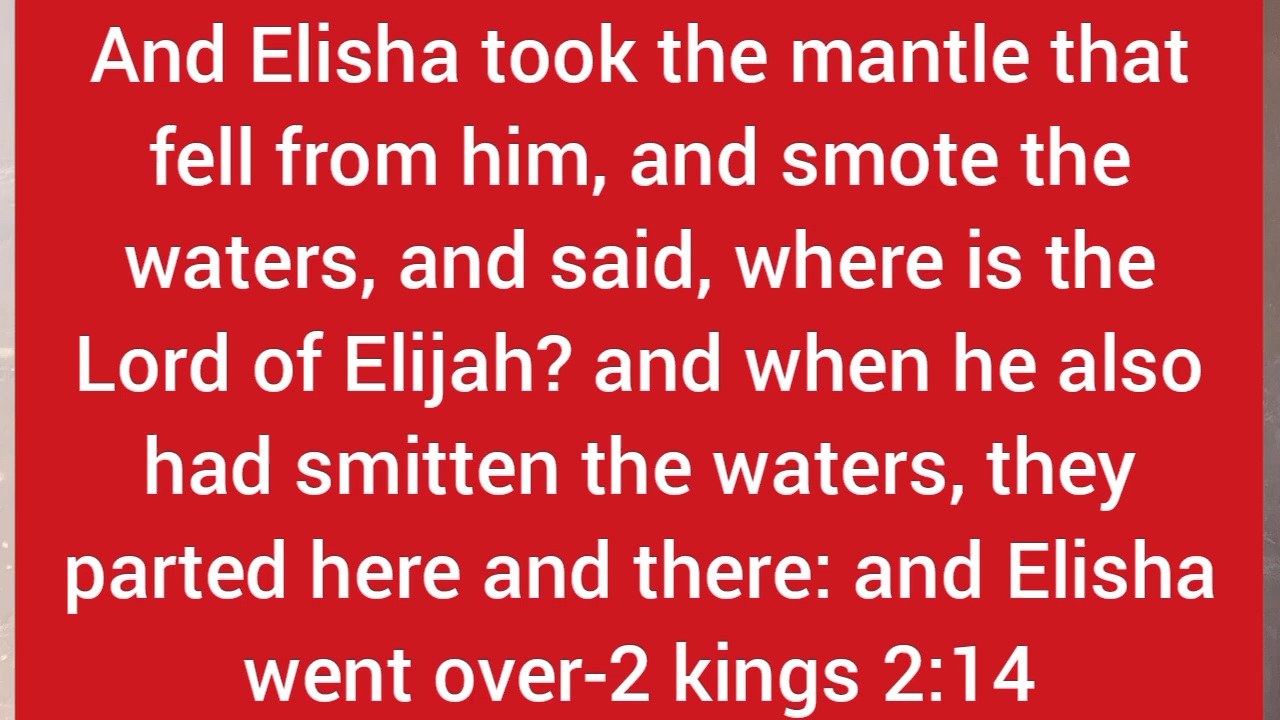 And Elisha took the mantle that
fell from him, and smote the
waters, and said, where is the
Lord of Elijah? and when he also
had smitten the waters, they
parted here and there: and Elisha
went over-2 kings 2:14